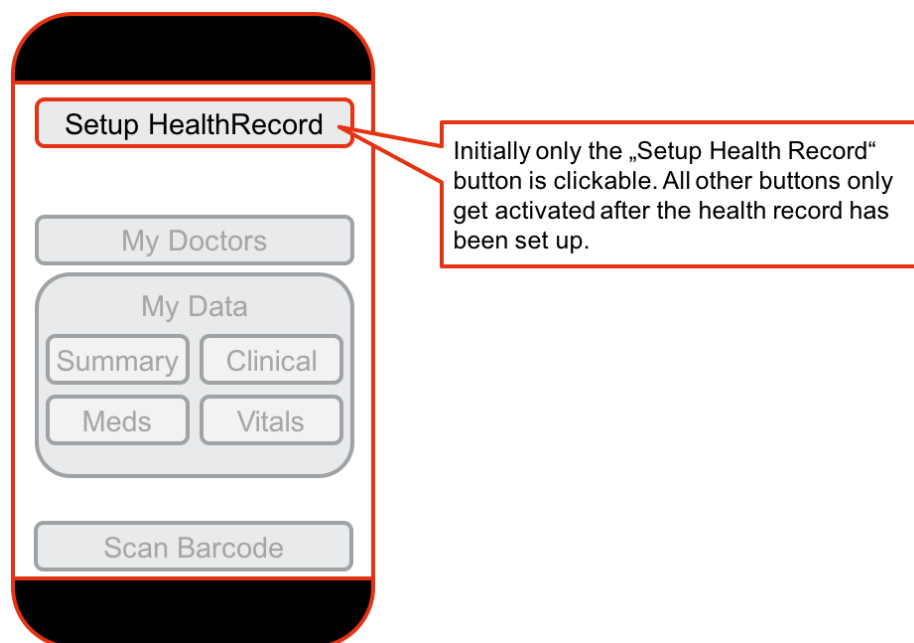 Setup HealthRecord
Initially only the „Setup Health Record“
button is clickable. All other buttons only
get activated after the health record has
been set up.
My Doctors
My Data
Summary Clinical
Meds Vitals
Scan Barcode